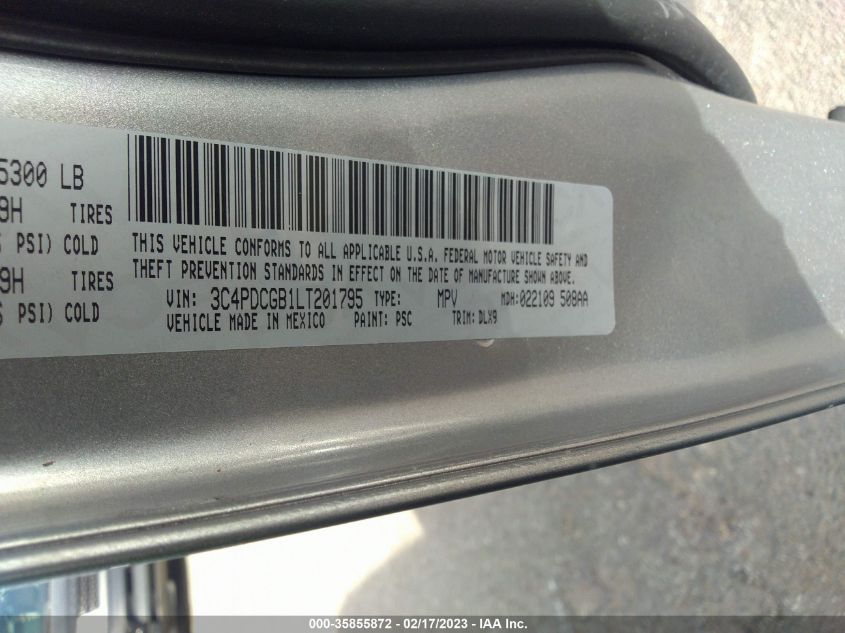 5300 LB
9H TIRES
PSI) COLD
9H TIRES
PSI) COLD
THIS VEHICLE CONFORMS TO ALL APPLICABLE U.S.A. FEDERAL MOTOR VEHICLE SAFETY AND
THEFT PREVENTION STANDARDS IN EFFECT ON THE DATE OF MANUFACTURE SHOWN ABOVE.
VIN: 3C4PDCGB1LT201795 TYPE: MPV MDH:022109 508AA
VEHICLE MADE IN MEXICO PAINT: PSC TRIM: DLX9
000-35855872 - 02/17/2023 - IAA Inc.